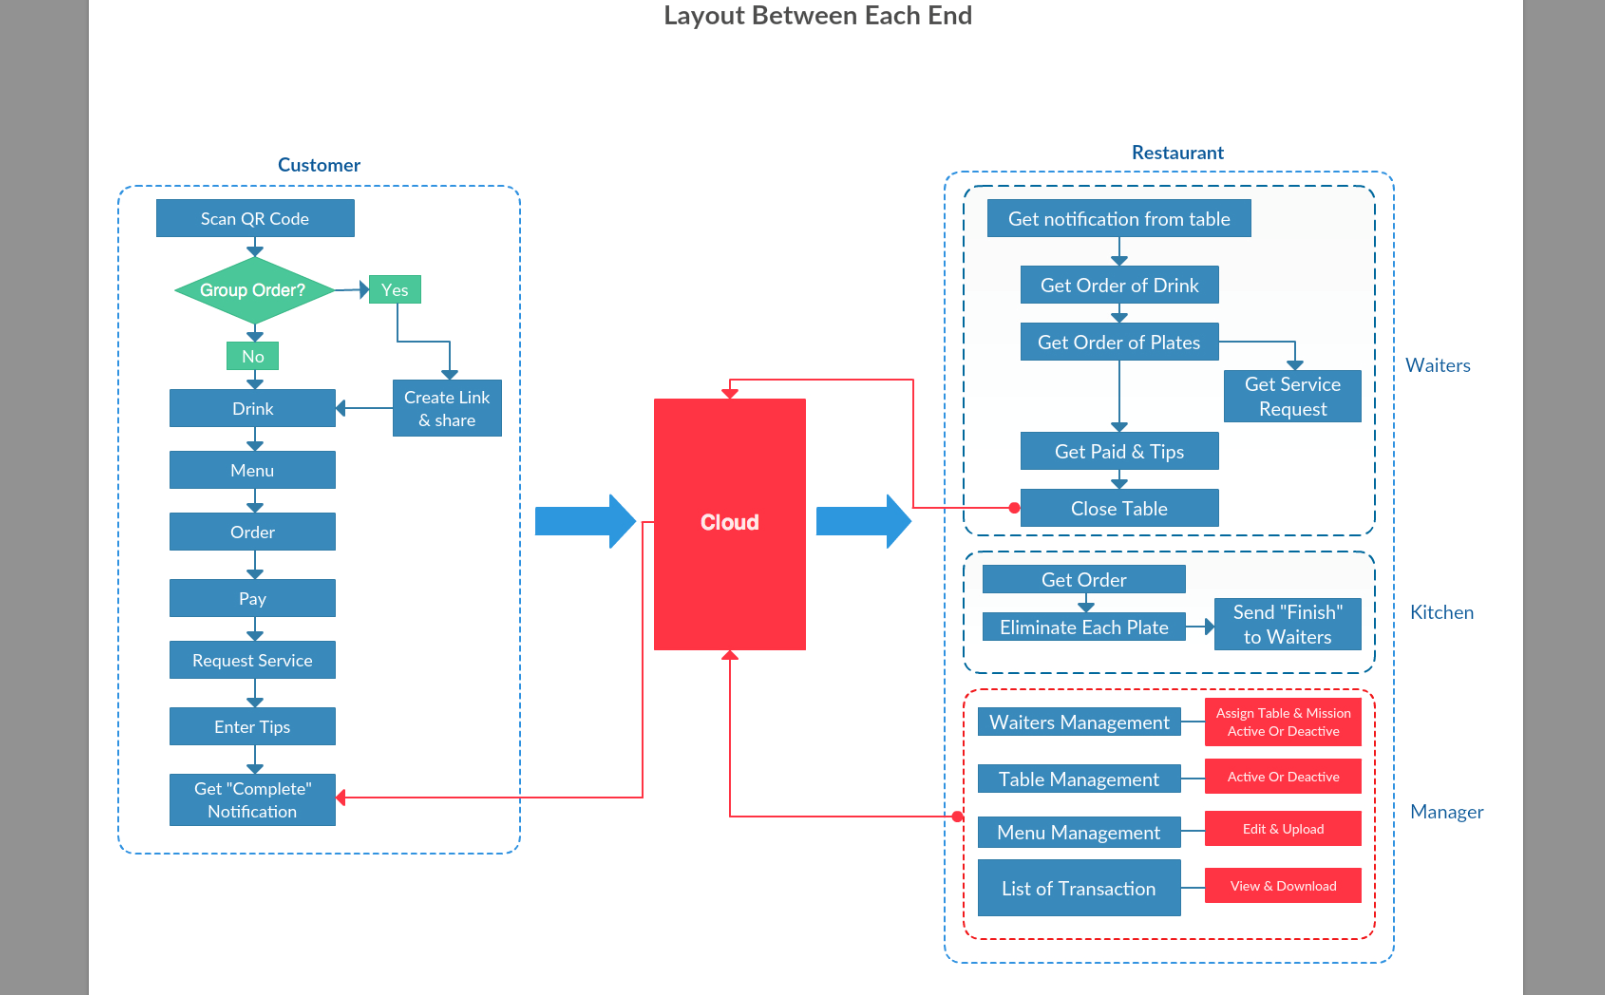 Layout Between Each End
Customer
Scan QR Code
Group Order?
Yes
No
Drink
Create Link
& share
Menu
Order
Pay
Request Service
Enter Tips
Get "Complete"
Notification
Cloud
Restaurant
Get notification from table
Get Order of Drink
Get Order of Plates
Get Service
Request
Get Paid & Tips
Close Table
Waiters
Get Order
Eliminate Each Plate
Send "Finish"
to Waiters
Kitchen
Waiters Management
Assign Table & Mission
Active Or Deactive
Table Management
Active Or Deactive
Menu Management
Edit & Upload
List of Transaction
View & Download
Manager